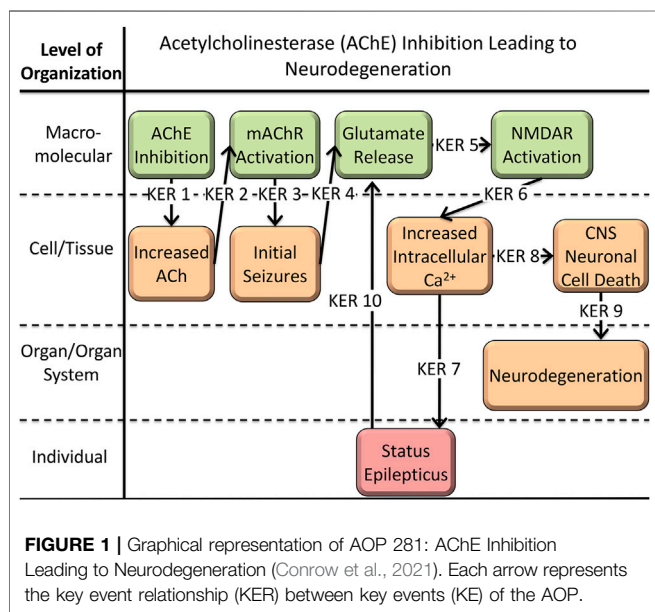 Level of
Organization
Acetylcholinesterase (AChE) Inhibition Leading to
Neurodegeneration
Macro-
molecular
AChE
Inhibition
mAChR
Activation
Glutamate
Release
KER 5
NMDAR
Activation
KER 1
KER 2
KER 3
KER 4
KER 6
Cell/Tissue
Increased
ACh
Initial
Seizures
Increased
Intracellular
Ca²⁺
KER 8
CNS
Neuronal
Cell Death
KER 10
KER 9
Organ/Organ
System
KER 7
Neurodegeneration
Individual
Status
Epilepticus
FIGURE 1 | Graphical representation of AOP 281: AChE Inhibition
Leading to Neurodegeneration (Conrow et al., 2021). Each arrow represents
the key event relationship (KER) between key events (KE) of the AOP.